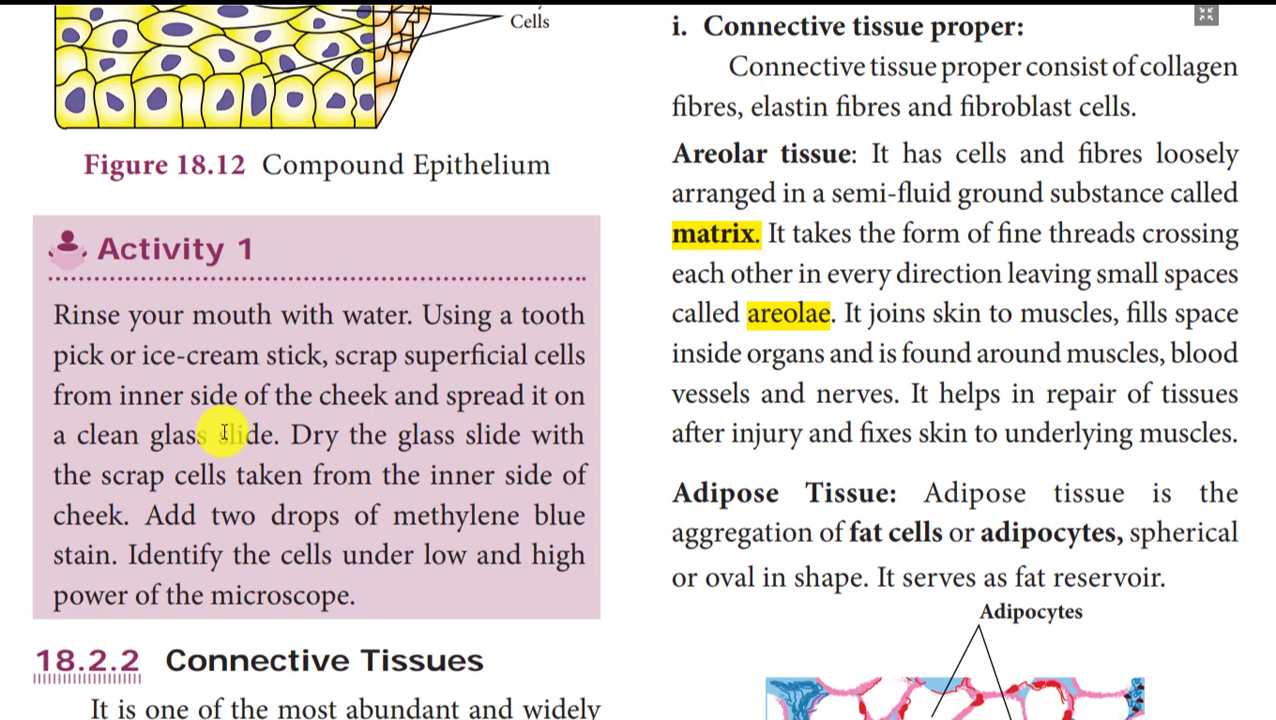 Cells
Figure 18.12 Compound Epithelium
Activity 1
Rinse your mouth with water. Using a tooth
pick or ice-cream stick, scrap superficial cells
from inner side of the cheek and spread it on
a clean glass slide. Dry the glass slide with
the scrap cells taken from the inner side of
cheek. Add two drops of methylene blue
stain. Identify the cells under low and high
power of the microscope.
18.2.2 Connective Tissues
It is one of the most abundant and widely
i. Connective tissue proper:
Connective tissue proper consist of collagen
fibres, elastin fibres and fibroblast cells.
Areolar tissue: It has cells and fibres loosely
arranged in a semi-fluid ground substance called
matrix. It takes the form of fine threads crossing
each other in every direction leaving small spaces
called areolae. It joins skin to muscles, fills space
inside organs and is found around muscles, blood
vessels and nerves. It helps in repair of tissues
after injury and fixes skin to underlying muscles.
Adipose Tissue: Adipose tissue is the
aggregation of fat cells or adipocytes, spherical
or oval in shape. It serves as fat reservoir.
Adipocytes